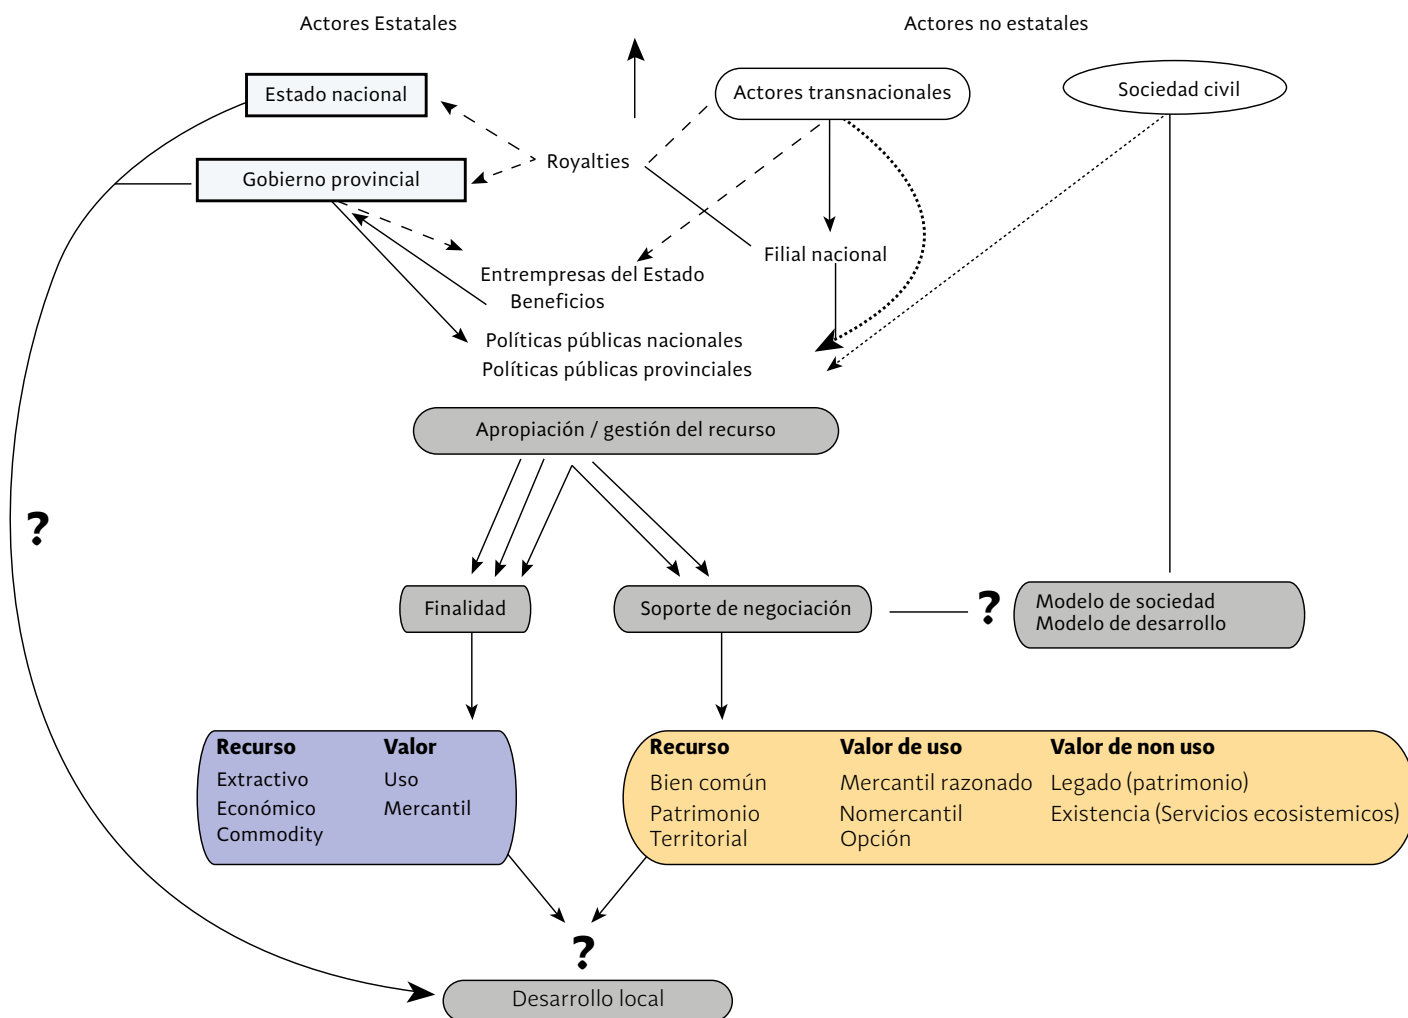 Actores Estatales
Actores no estatales
Estado nacional
Actores transnacionales
Sociedad civil
Royalties
Gobierno provincial
Filial nacional
Entrempresas del Estado
Beneficios
Políticas públicas nacionales
Políticas públicas provinciales
Apropiación / gestión del recurso
?
Finalidad
Soporte de negociación
?
Modelo de sociedad
Modelo de desarrollo
Recurso Valor
Extractivo Uso
Económico Mercantil
Commodity
Recurso Valor de uso Valor de non uso
Bien común Mercantil razonado Legado (patrimonio)
Patrimonio Nomercantil Existencia (Servicios ecosistemicos)
Territorial Opción
?
Desarrollo local